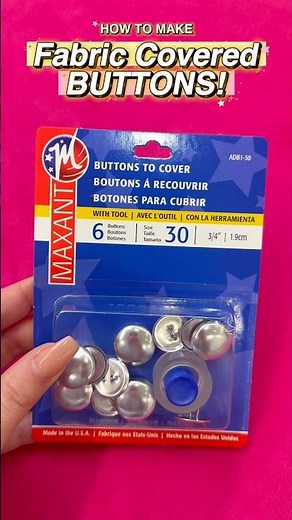 HOW TO MAKE
Fabric Covered
BUTTONS!
ADB1-30
M
MAXANT
BUTTONS TO COVER
BOUTONS À RECOUVRIR
BOTONES PARA CUBRIR
WITH TOOL | AVEC L'OUTIL | CON LA HERRAMIENTA
6 Buttons Boutons Botones Size Taille Tamaño 30 3/4" | 1.9cm
Made in the U.S.A. | Fabriqué aux Etats-Unis | Hecho en los Estados Unidos